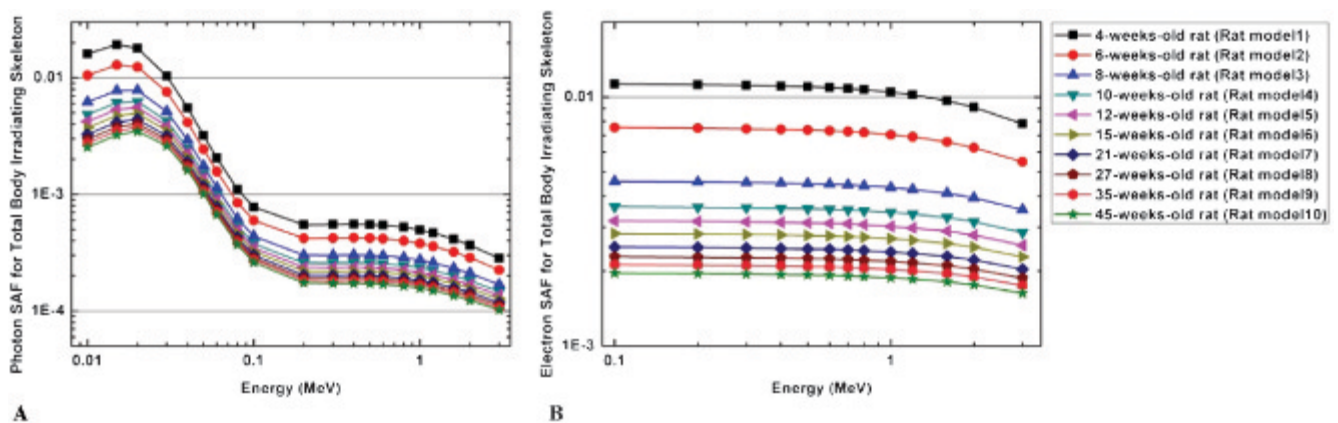 Photon SAF for Total Body Irradiating Skeleton
0.01
1E-3
1E-4
0.01
0.1
1
Energy (MeV)
A
Electron SAF for Total Body Irradiating Skeleton
0.01
1E-3
0.1
1
Energy (MeV)
B
4-weeks-old rat (Rat model1)
6-weeks-old rat (Rat model2)
8-weeks-old rat (Rat model3)
10-weeks-old rat (Rat model4)
12-weeks-old rat (Rat model5)
15-weeks-old rat (Rat model6)
21-weeks-old rat (Rat model7)
27-weeks-old rat (Rat model8)
35-weeks-old rat (Rat model9)
45-weeks-old rat (Rat model10)